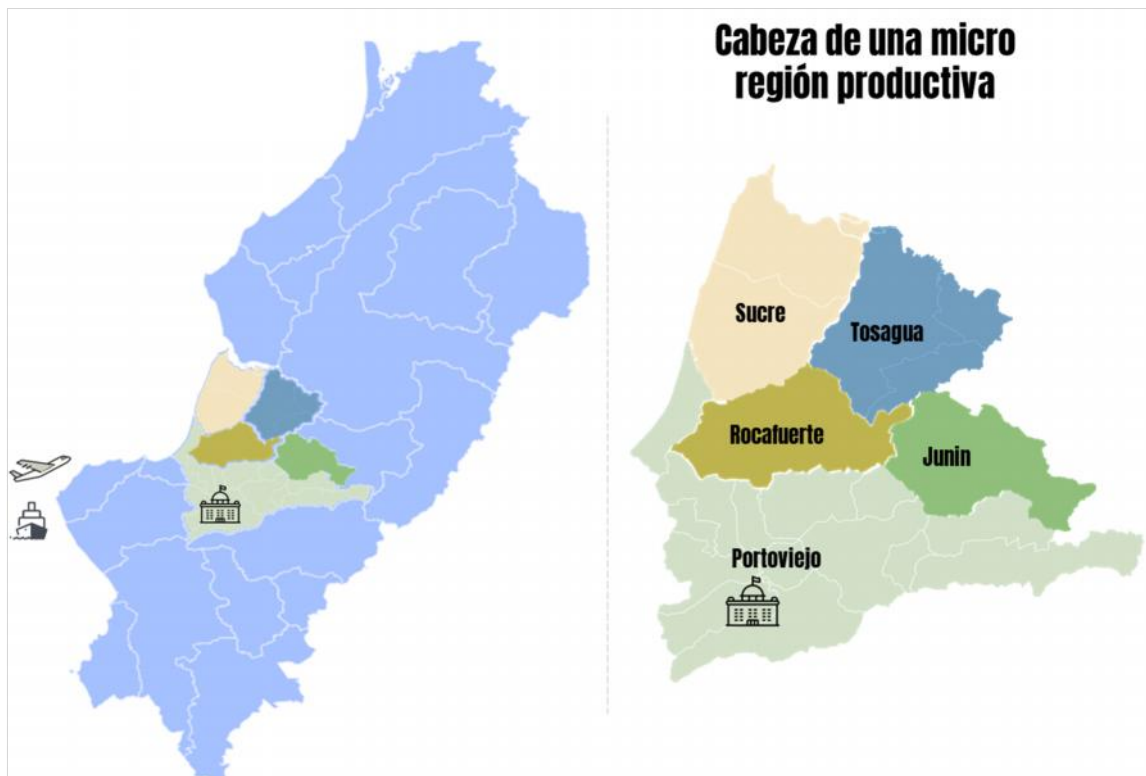 Cabeza de una micro
región productiva
Sucre
Tosagua
Rocafuerte
Junin
Portoviejo